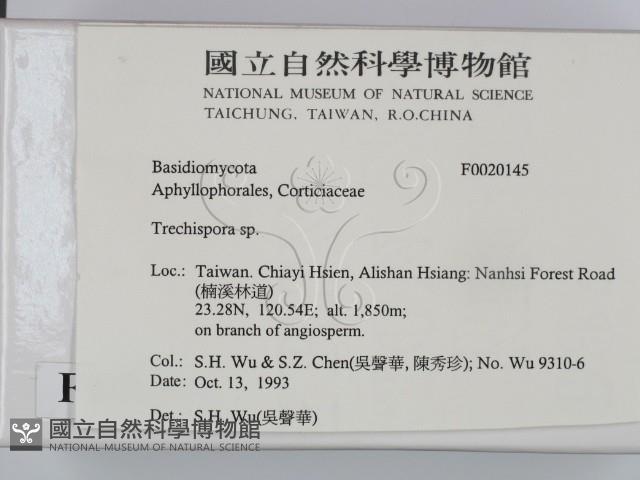 國立自然科學博物館
NATIONAL MUSEUM OF NATURAL SCIENCE
TAICHUNG, TAIWAN, R.O.CHINA
Basidiomycota F0020145
Aphyllophorales, Corticiaceae
Trechispora sp.
Loc.: Taiwan. Chiayi Hsien, Alishan Hsiang: Nanhsi Forest Road
(楠溪林道)
23.28N, 120.54E; alt. 1,850m;
on branch of angiosperm.
Col.: S.H. Wu & S.Z. Chen(吳聲華, 陳秀珍); No. Wu 9310-6
Date: Oct. 13, 1993
Det.: S.H. Wu(吳聲華)
F
國立自然科學博物館
NATIONAL MUSEUM OF NATURAL SCIENCE